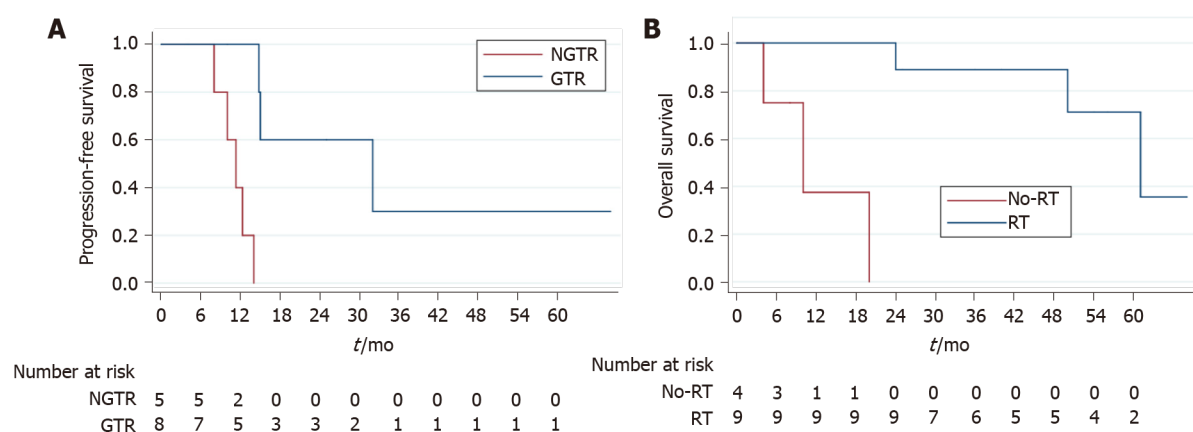 A
Progression-free survival
1.0
0.8
0.6
0.4
0.2
0.0
NGTR
GTR
0 6 12 18 24 30 36 42 48 54 60
t/mo
Number at risk
NGTR 5 5 2 0 0 0 0 0 0 0 0
GTR 8 7 5 3 3 2 1 1 1 1 1
B
Overall survival
1.0
0.8
0.6
0.4
0.2
0.0
No-RT
RT
0 6 12 18 24 30 36 42 48 54 60
t/mo
Number at risk
No-RT 4 3 1 1 0 0 0 0 0 0 0
RT 9 9 9 9 9 7 6 5 5 4 2